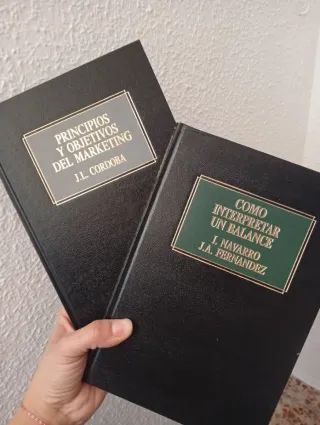 PRINCIPIOS
Y OBJETIVOS
DEL MARKETING
J.L. CORDOBA
COMO
INTERPRETAR
UN BALANCE
I. NAVARRO
J.A. FERNANDEZ